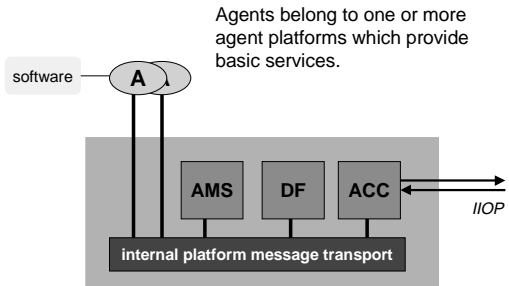 Agents belong to one or more
agent platforms which provide
basic services.
software
A A
AMS DF ACC
IIOP
internal platform message transport